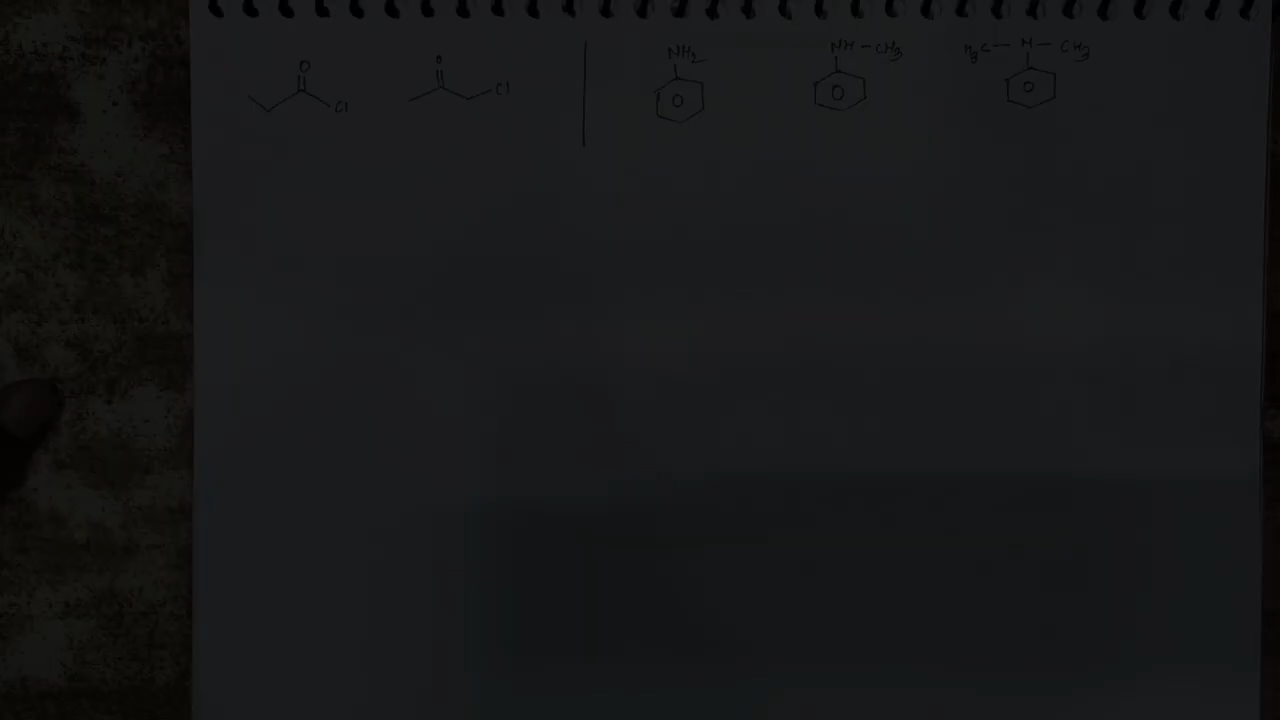 O O NH₂ NH – CH₃ H₃C – N – CH₃
Cl Cl